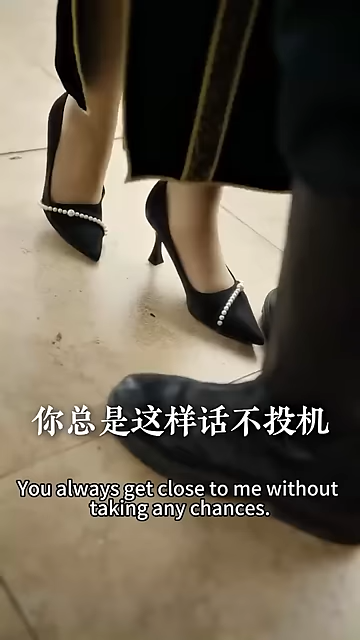 你总是这样话不投机
You always get close to me without
taking any chances.